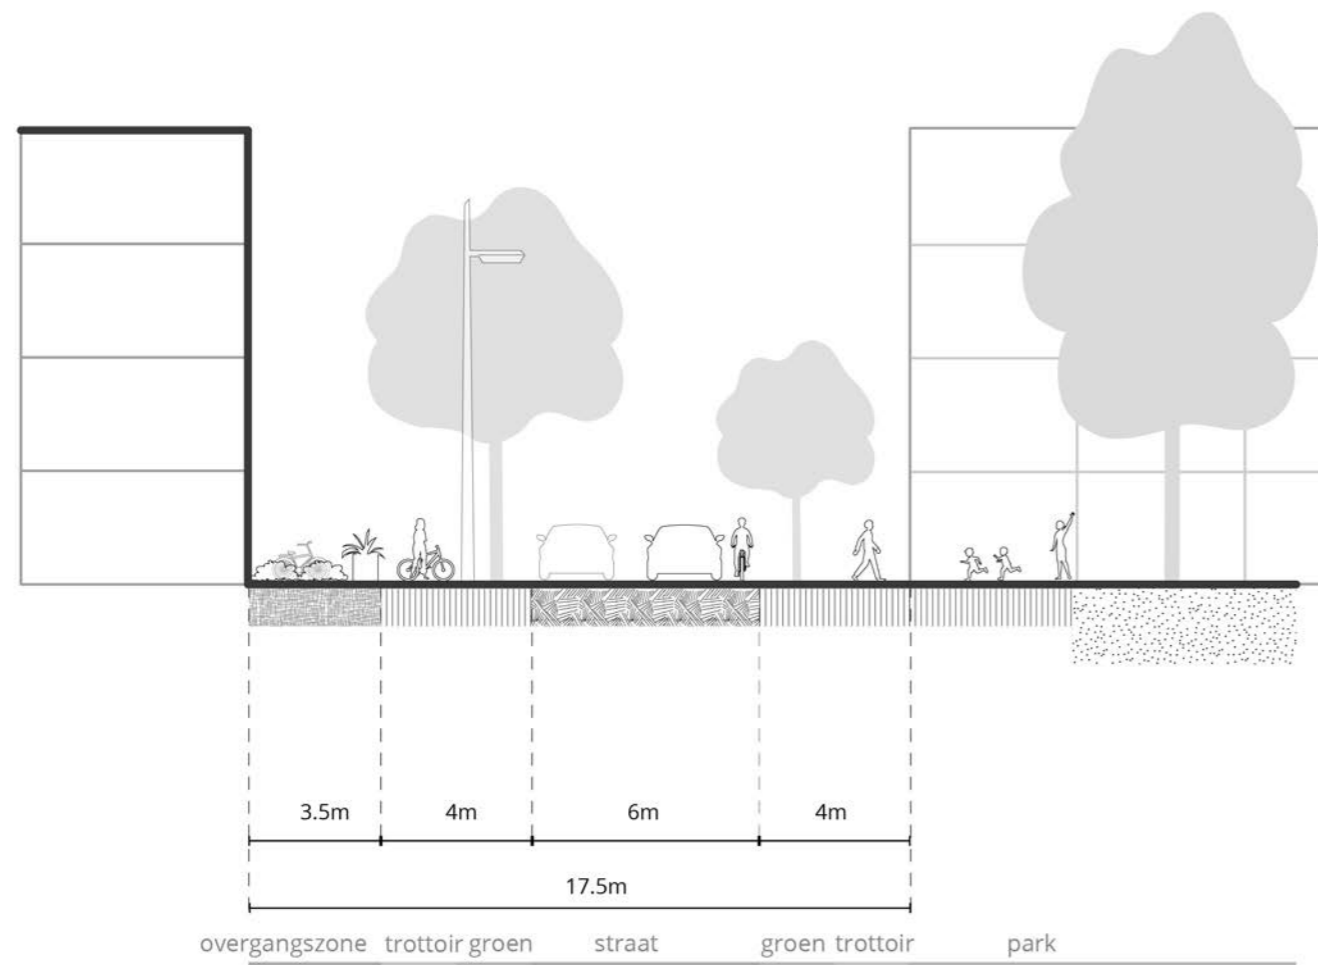 3.5m 4m 6m 4m
17.5m
overgangszone trottoir groen straat groen trottoir park